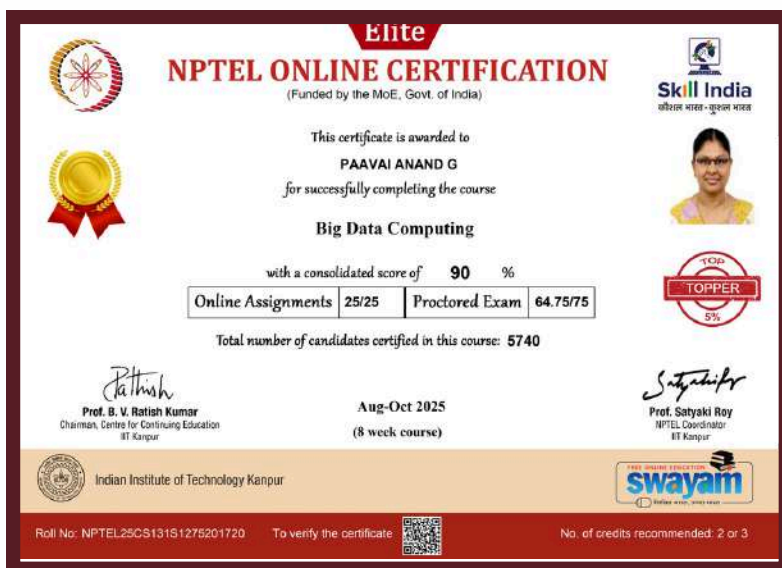 Elite
NPTEL ONLINE CERTIFICATION
(Funded by the MoE, Govt. of India)
Skill India
कौशल भारत - कुशल भारत
This certificate is awarded to
PAAVAI ANAND G
for successfully completing the course
Big Data Computing
with a consolidated score of 90 %
Online Assignments 25/25 Proctored Exam 64.75/75
TOP
TOPPER
5%
Total number of candidates certified in this course: 5740
Prof. B. V. Ratish Kumar
Chairman, Centre for Continuing Education
IIT Kanpur
Aug-Oct 2025
(8 week course)
Prof. Satyaki Roy
NPTEL Coordinator
IIT Kanpur
Indian Institute of Technology Kanpur
FREE ONLINE EDUCATION
swayam
Roll No: NPTEL25CS131S1275201720 To verify the certificate No. of credits recommended: 2 or 3